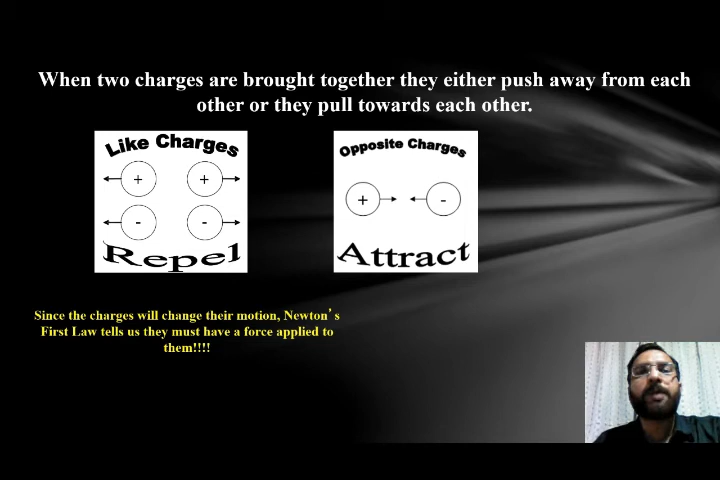 When two charges are brought together they either push away from each
other or they pull towards each other.
Like Charges
+ +
- -
Repel
Opposite Charges
+ -
Attract
Since the charges will change their motion, Newton's
First Law tells us they must have a force applied to
them!!!!